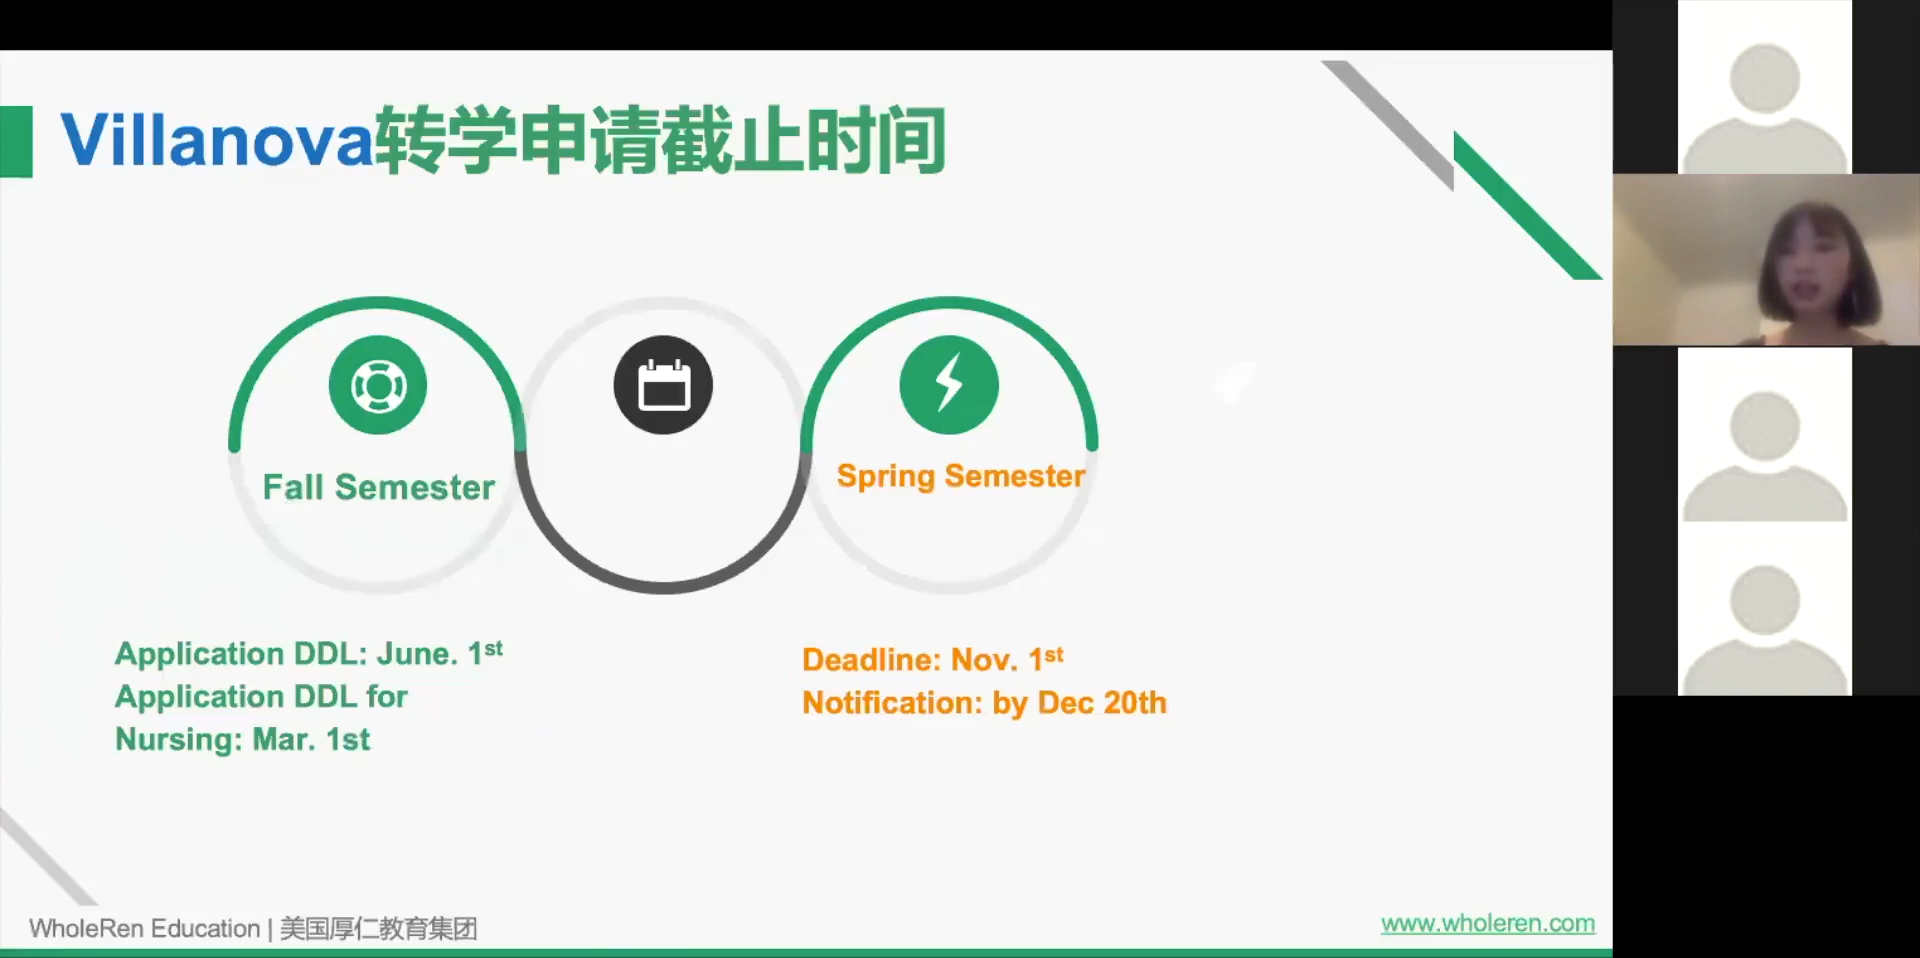 Villanova转学申请截止时间
Fall Semester
Spring Semester
Application DDL: June. 1st
Application DDL for
Nursing: Mar. 1st
Deadline: Nov. 1st
Notification: by Dec 20th
WholeRen Education | 美国厚仁教育集团
www.wholeren.com